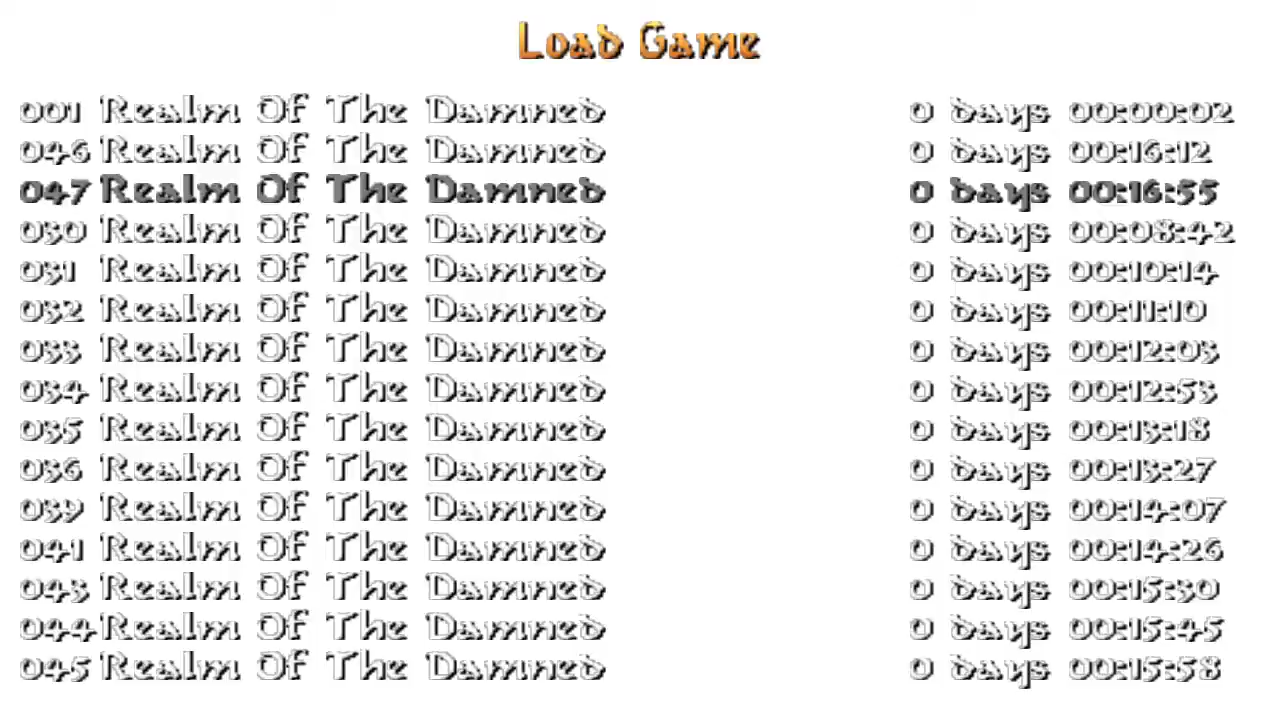 Load Game
001 Realm Of The Damned 0 days 00:00:02
046 Realm Of The Damned 0 days 00:16:12
047 Realm Of The Damned 0 days 00:16:55
030 Realm Of The Damned 0 days 00:08:42
031 Realm Of The Damned 0 days 00:10:14
032 Realm Of The Damned 0 days 00:11:10
033 Realm Of The Damned 0 days 00:12:03
034 Realm Of The Damned 0 days 00:12:53
035 Realm Of The Damned 0 days 00:13:18
036 Realm Of The Damned 0 days 00:13:27
039 Realm Of The Damned 0 days 00:14:07
041 Realm Of The Damned 0 days 00:14:26
043 Realm Of The Damned 0 days 00:15:30
044 Realm Of The Damned 0 days 00:15:45
045 Realm Of The Damned 0 days 00:15:58